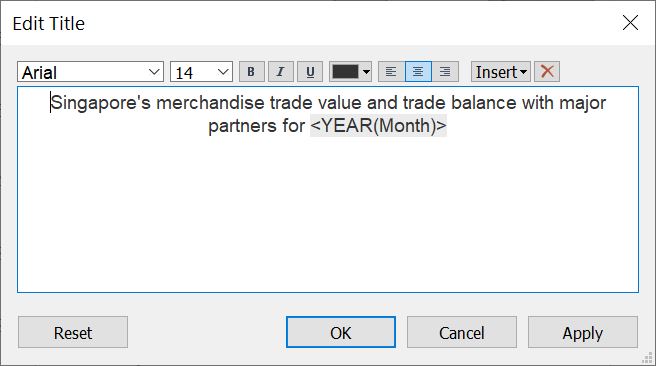 Edit Title
Arial 14 B I U Insert
Singapore's merchandise trade value and trade balance with major
partners for <YEAR(Month)>
Reset OK Cancel Apply